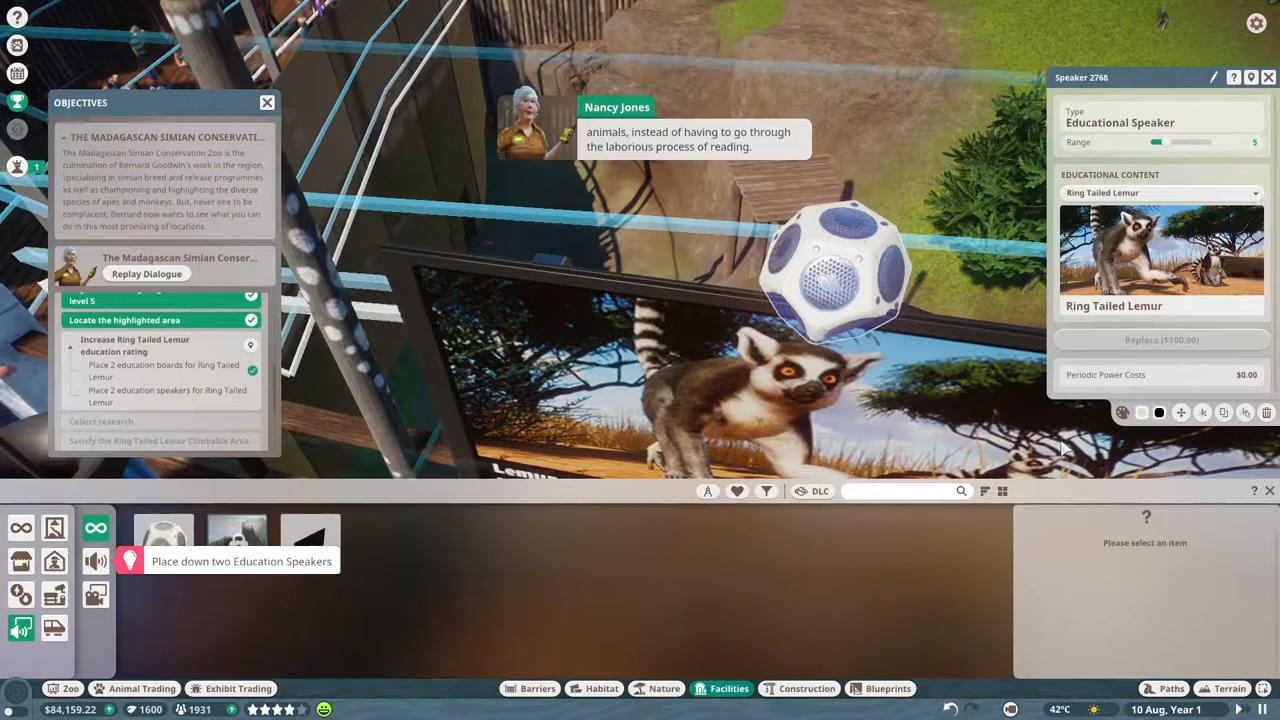 OBJECTIVES
THE MADAGASCAN SIMIAN CONSERVATI...
The Madagascan Simian Conservation Zoo is the
culmination of Bernard Goodwin's work in the region,
specialising in simian breed and release programmes
as well as championing and highlighting the diverse
species of apes and monkeys. But, never one to be
complacent, Bernard now wants to see what you can
do in this most promising of locations.
The Madagascan Simian Conser...
Replay Dialogue
level 5
Locate the highlighted area
Increase Ring Tailed Lemur
education rating
Place 2 education boards for Ring Tailed
Lemur
Place 2 education speakers for Ring Tailed
Lemur
Collect research
Satisfy the Ring Tailed Lemur Climbable Area.
1
Nancy Jones
animals, instead of having to go through
the laborious process of reading.
Speaker 2768
?
Type
Educational Speaker
Range
5
EDUCATIONAL CONTENT
Ring Tailed Lemur
Ring Tailed Lemur
Replace ($100.00)
Periodic Power Costs
$0.00
Lemur
DLC
?
Place down two Education Speakers
?
Please select an item
Zoo
Animal Trading
Exhibit Trading
Barriers
Habitat
Nature
Facilities
Construction
Blueprints
Paths
Terrain
$84,159.22
1600
1931
42°C
10 Aug, Year 1